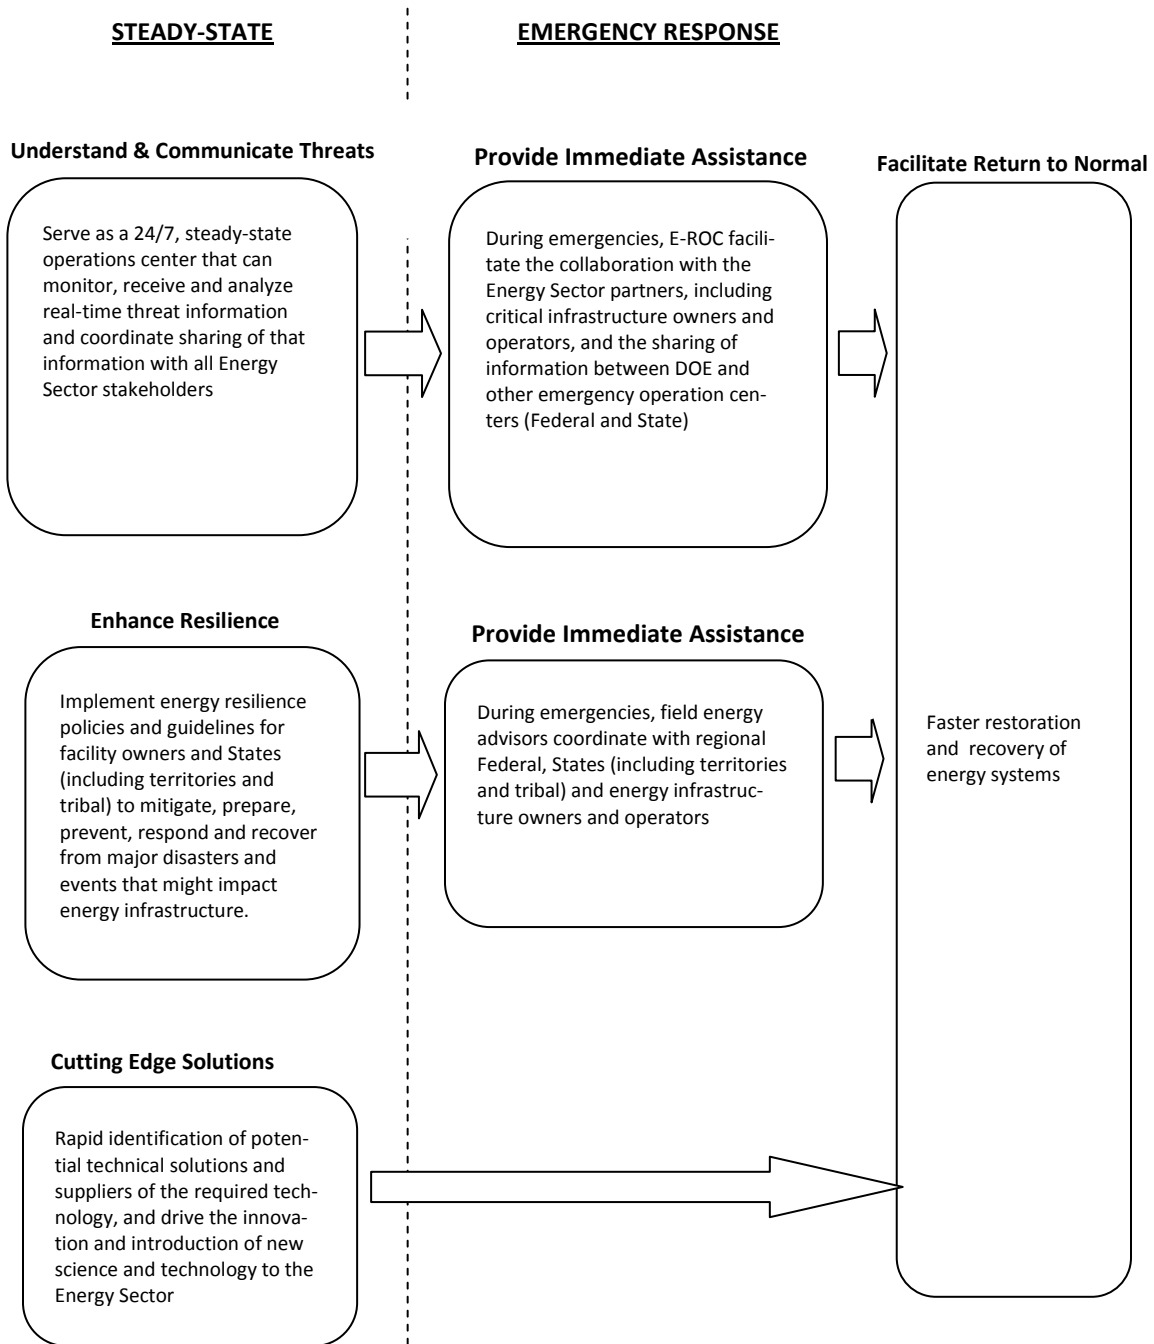 STEADY-STATE
EMERGENCY RESPONSE
Understand & Communicate Threats
Serve as a 24/7, steady-state
operations center that can
monitor, receive and analyze
real-time threat information
and coordinate sharing of that
information with all Energy
Sector stakeholders
Provide Immediate Assistance
During emergencies, E-ROC facili-
tate the collaboration with the
Energy Sector partners, including
critical infrastructure owners and
operators, and the sharing of
information between DOE and
other emergency operation cen-
ters (Federal and State)
Facilitate Return to Normal
Faster restoration
and  recovery of
energy systems
Enhance Resilience
Implement energy resilience
policies and guidelines for
facility owners and States
(including territories and
tribal) to mitigate, prepare,
prevent, respond and recover
from major disasters and
events that might impact
energy infrastructure.
Provide Immediate Assistance
During emergencies, field energy
advisors coordinate with regional
Federal, States (including territories
and tribal) and energy infrastruc-
ture owners and operators
Cutting Edge Solutions
Rapid identification of poten-
tial technical solutions and
suppliers of the required tech-
nology, and drive the innova-
tion and introduction of new
science and technology to the
Energy Sector